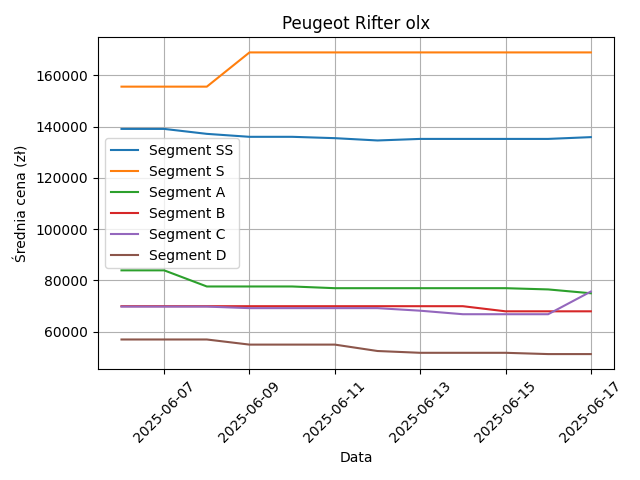 Peugeot Rifter olx
Średnia cena (zł)
160000
140000
120000
100000
80000
60000
Segment SS
Segment S
Segment A
Segment B
Segment C
Segment D
2025-06-07
2025-06-09
2025-06-11
2025-06-13
2025-06-15
2025-06-17
Data